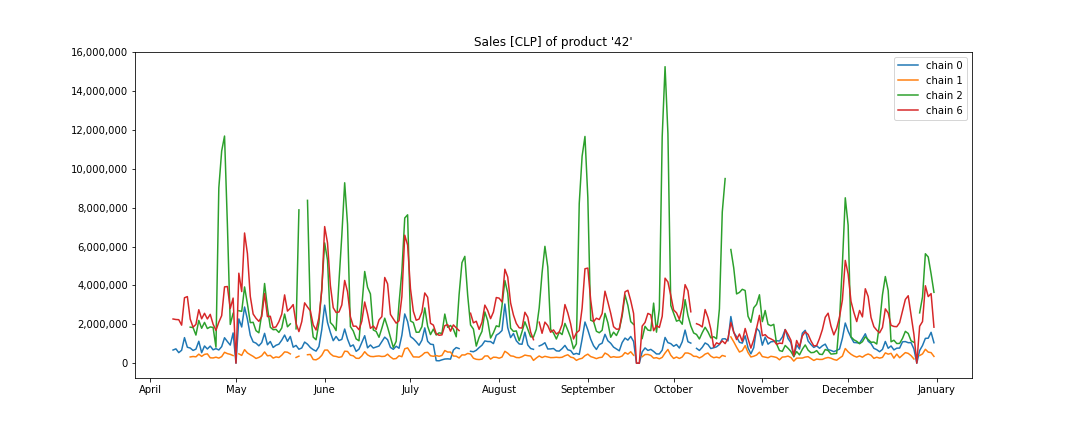 Sales [CLP] of product '42'
16,000,000
14,000,000
12,000,000
10,000,000
8,000,000
6,000,000
4,000,000
2,000,000
0
chain 0
chain 1
chain 2
chain 6
April May June July August September October November December January